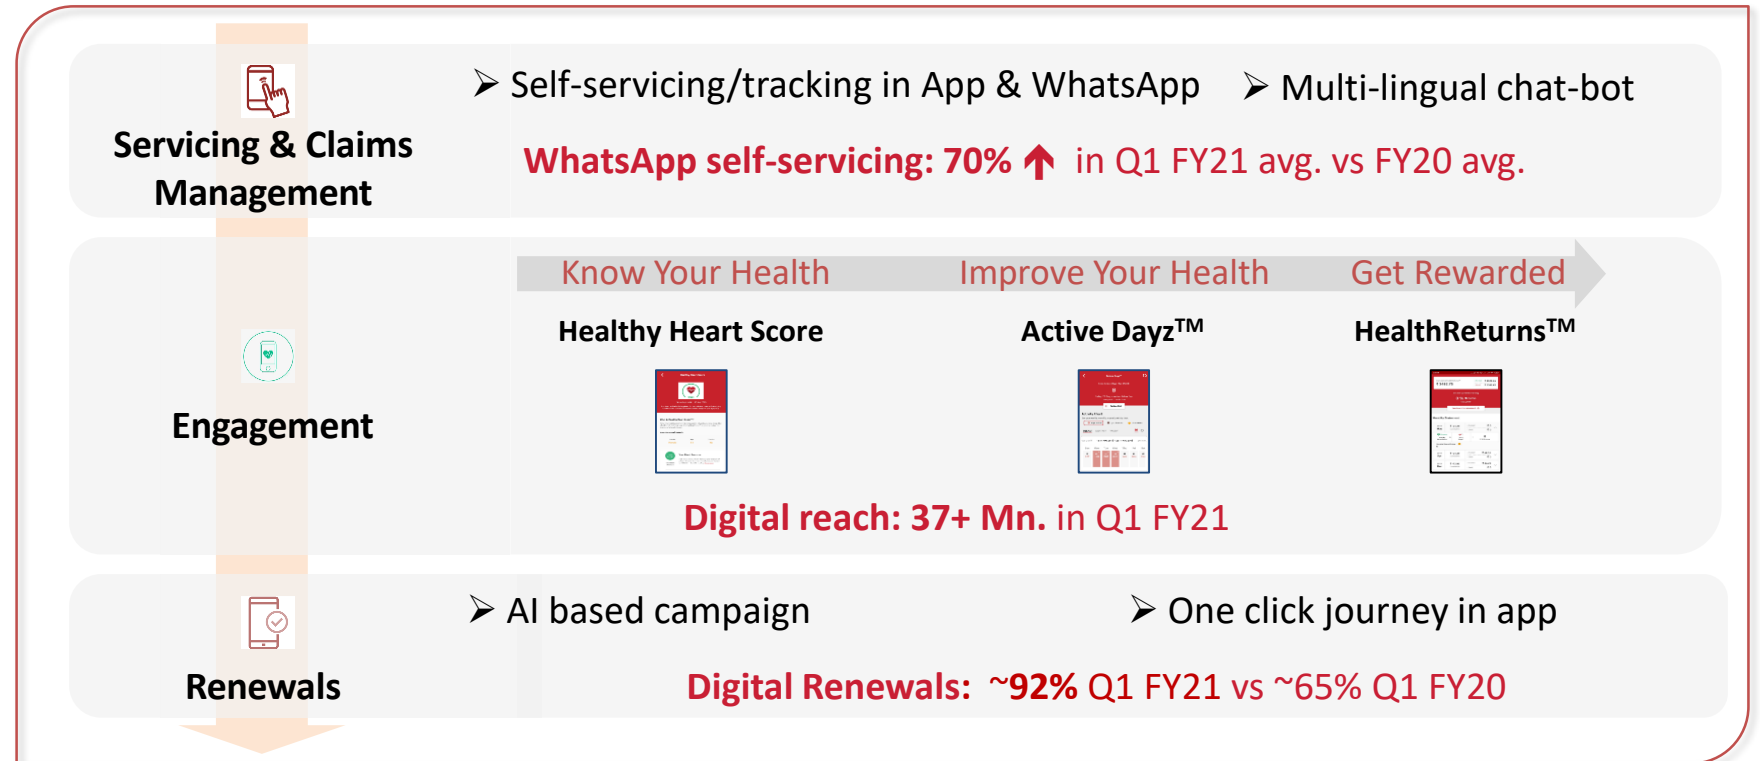 ➢ Self-servicing/tracking in App & WhatsApp ➢ Multi-lingual chat-bot
Servicing & Claims
Management
WhatsApp self-servicing: 70% ↑ in Q1 FY21 avg. vs FY20 avg.
Know Your Health Improve Your Health Get Rewarded
Healthy Heart Score Active Dayz™ HealthReturns™
Engagement
Digital reach: 37+ Mn. in Q1 FY21
➢ AI based campaign ➢ One click journey in app
Renewals
Digital Renewals: ~92% Q1 FY21 vs ~65% Q1 FY20